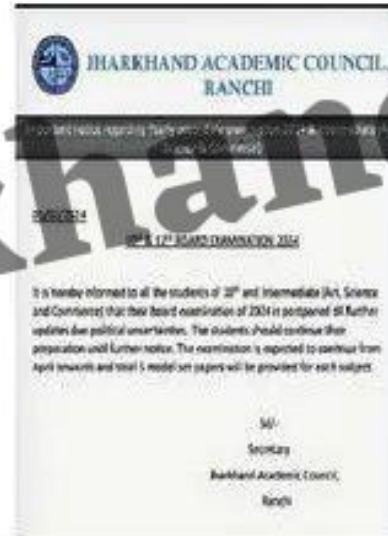 JHARKHAND ACADEMIC COUNCIL,
RANCHI
khan
10th & 12th BOARD EXAMINATION 2024
It is hereby informed to all the students of 10th and Intermediate (Art, Science
and Commerce) that their Board examination of 2024 is postponed till further
updates due political uncertainties. The students should continue their
preparation until further notice. The examination is expected to continue from
April onwards and total 5 model set papers will be provided for each subject
Sd/-
Secretary
Jharkhand Academic Council,
Ranchi